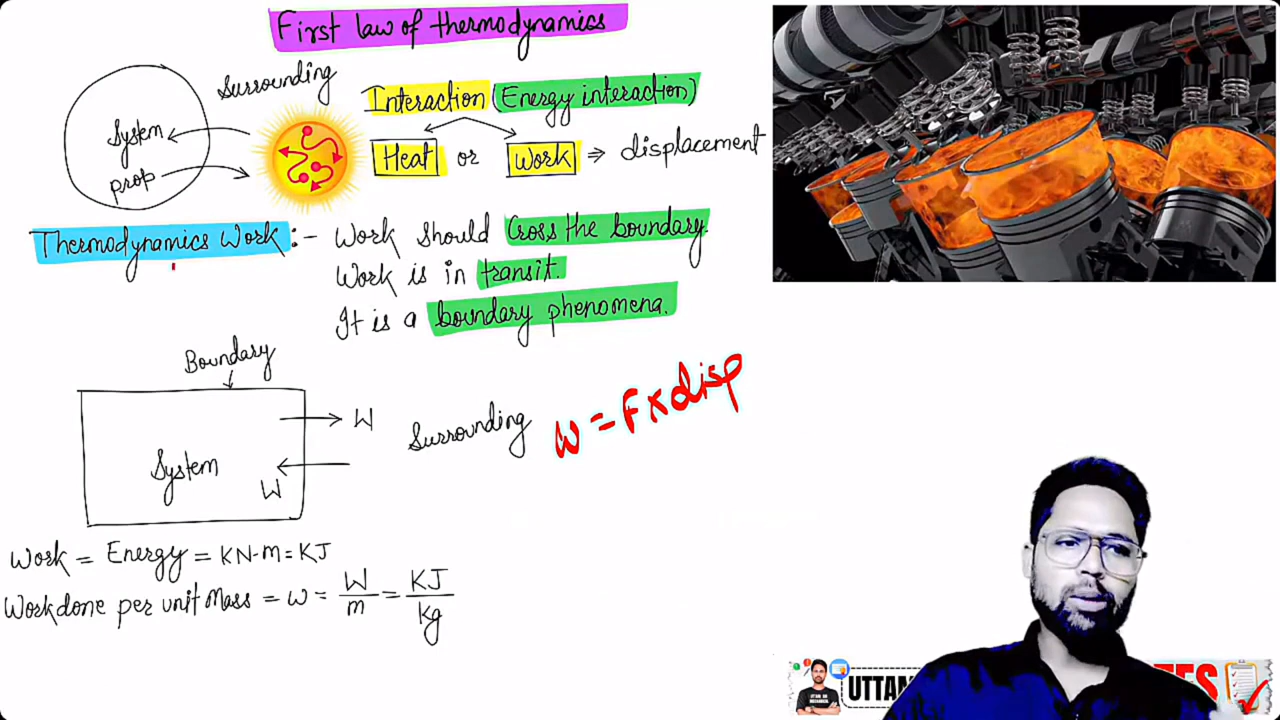 First law of thermodynamics
Surrounding
System
prop
Interaction (Energy interaction)
Heat or Work ⇒ displacement
Thermodynamics Work :- Work should Cross the boundary.
Work is in transit.
It is a boundary phenomena.
Boundary
W
System
W
Surrounding
W = F x disp
Work = Energy = KN-m = KJ
Workdone per unit Mass = w = W/m = KJ/kg
UTTAM